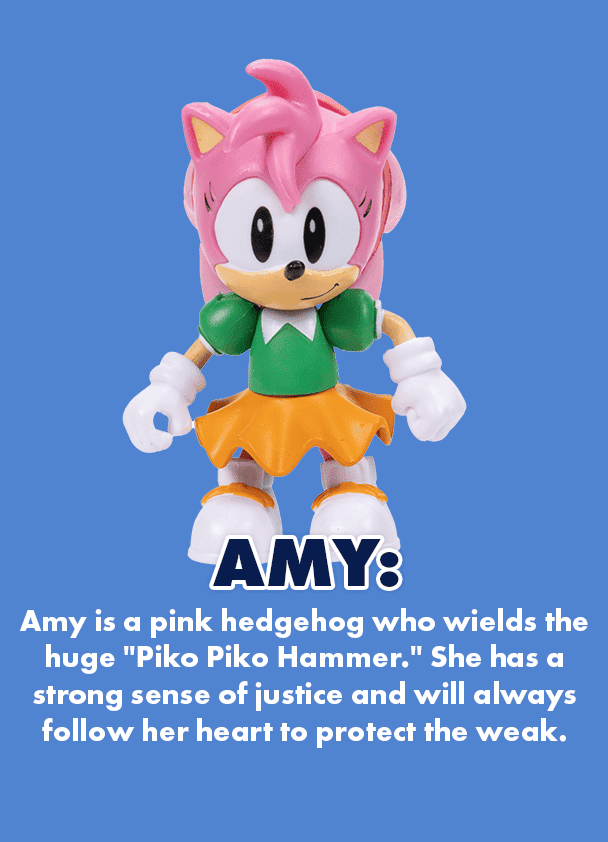 AMY:
Amy is a pink hedgehog who wields the
huge "Piko Piko Hammer." She has a
strong sense of justice and will always
follow her heart to protect the weak.